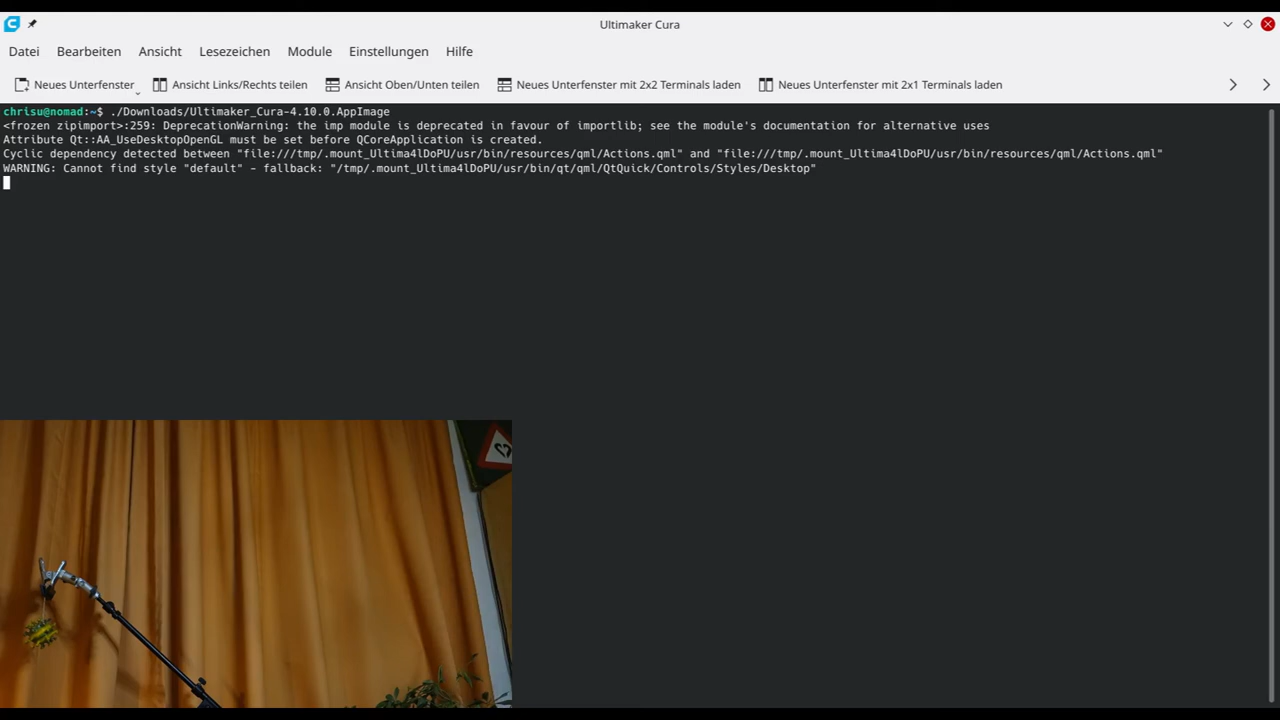 Ultimaker Cura
Datei Bearbeiten Ansicht Lesezeichen Module Einstellungen Hilfe
Neues Unterfenster Ansicht Links/Rechts teilen Ansicht Oben/Unten teilen Neues Unterfenster mit 2x2 Terminals laden Neues Unterfenster mit 2x1 Terminals laden
chrisu@nomad:~$ ./Downloads/Ultimaker_Cura-4.10.0.AppImage
<frozen zipimport>:259: DeprecationWarning: the imp module is deprecated in favour of importlib; see the module's documentation for alternative uses
Attribute Qt::AA_UseDesktopOpenGL must be set before QCoreApplication is created.
Cyclic dependency detected between "file:///tmp/.mount_Ultima4lDoPU/usr/bin/resources/qml/Actions.qml" and "file:///tmp/.mount_Ultima4lDoPU/usr/bin/resources/qml/Actions.qml"
WARNING: Cannot find style "default" - fallback: "/tmp/.mount_Ultima4lDoPU/usr/bin/qt/qml/QtQuick/Controls/Styles/Desktop"